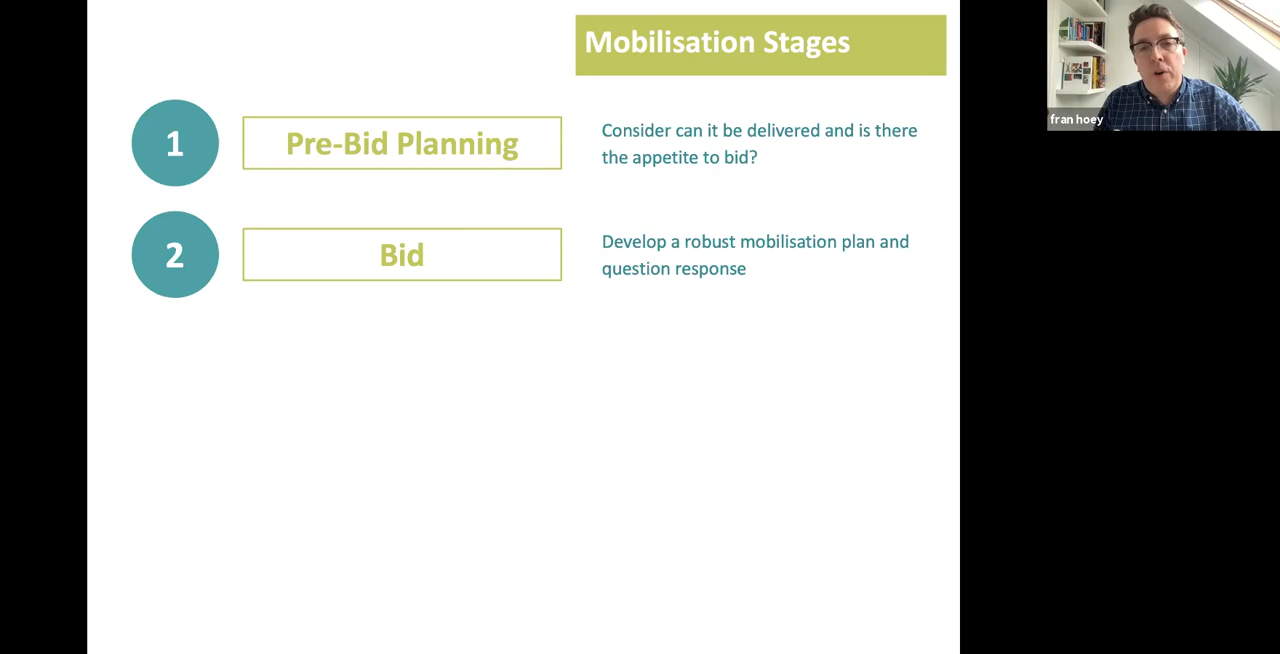 Mobilisation Stages
fran hoey
1
Pre-Bid Planning
Consider can it be delivered and is there
the appetite to bid?
2
Bid
Develop a robust mobilisation plan and
question response